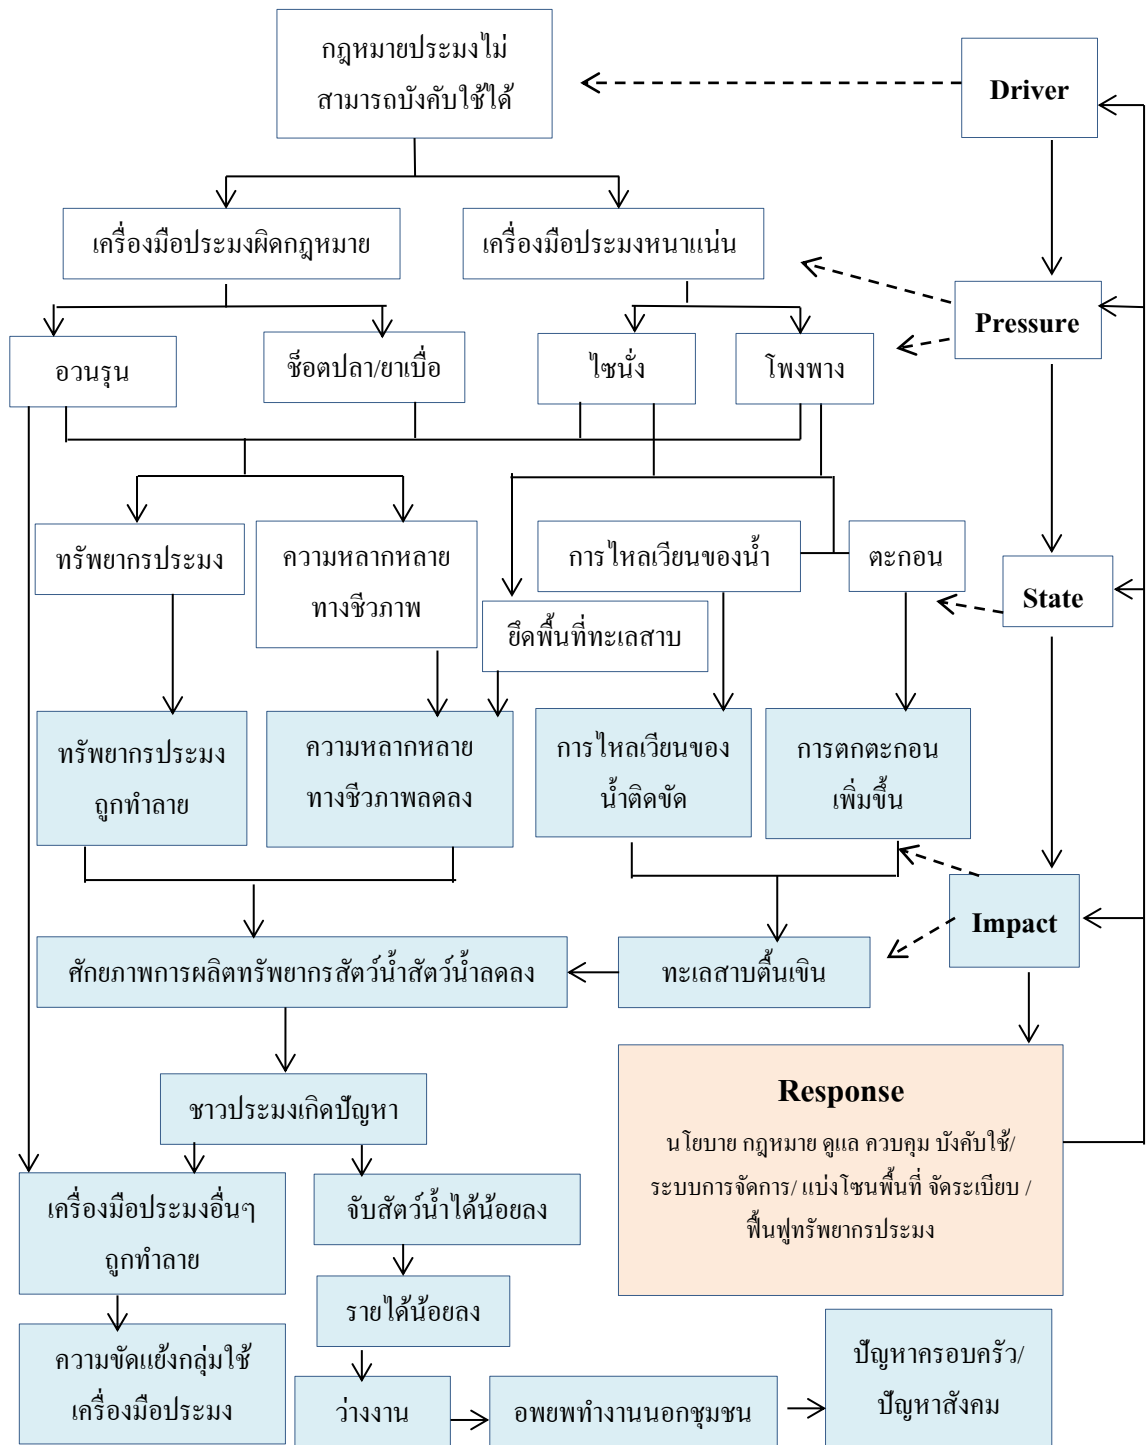 กฎหมายประมงไม่
สามารถบังคับใช้ได้
Driver
เครื่องมือประมงผิดกฎหมาย
เครื่องมือประมงหนาแน่น
Pressure
อวนรุน
ช็อตปลา/ยาเบื่อ
ไซนั่ง
โพงพาง
ทรัพยากรประมง
ความหลากหลาย
ทางชีวภาพ
การไหลเวียนของน้ำ
ตะกอน
State
ยึดพื้นที่ทะเลสาบ
ทรัพยากรประมง
ถูกทำลาย
ความหลากหลาย
ทางชีวภาพลดลง
การไหลเวียนของ
น้ำติดขัด
การตกตะกอน
เพิ่มขึ้น
Impact
ศักยภาพการผลิตทรัพยากรสัตว์น้ำสัตว์น้ำลดลง
ทะเลสาบตื้นเขิน
Response
นโยบาย กฎหมาย ดูแล ควบคุม บังคับใช้/
ระบบการจัดการ/ แบ่งโซนพื้นที่ จัดระเบียบ /
ฟื้นฟูทรัพยากรประมง
ชาวประมงเกิดปัญหา
เครื่องมือประมงอื่นๆ
ถูกทำลาย
จับสัตว์น้ำได้น้อยลง
รายได้น้อยลง
ความขัดแย้งกลุ่มใช้
เครื่องมือประมง
ว่างงาน
อพยพทำงานนอกชุมชน
ปัญหาครอบครัว/
ปัญหาสังคม